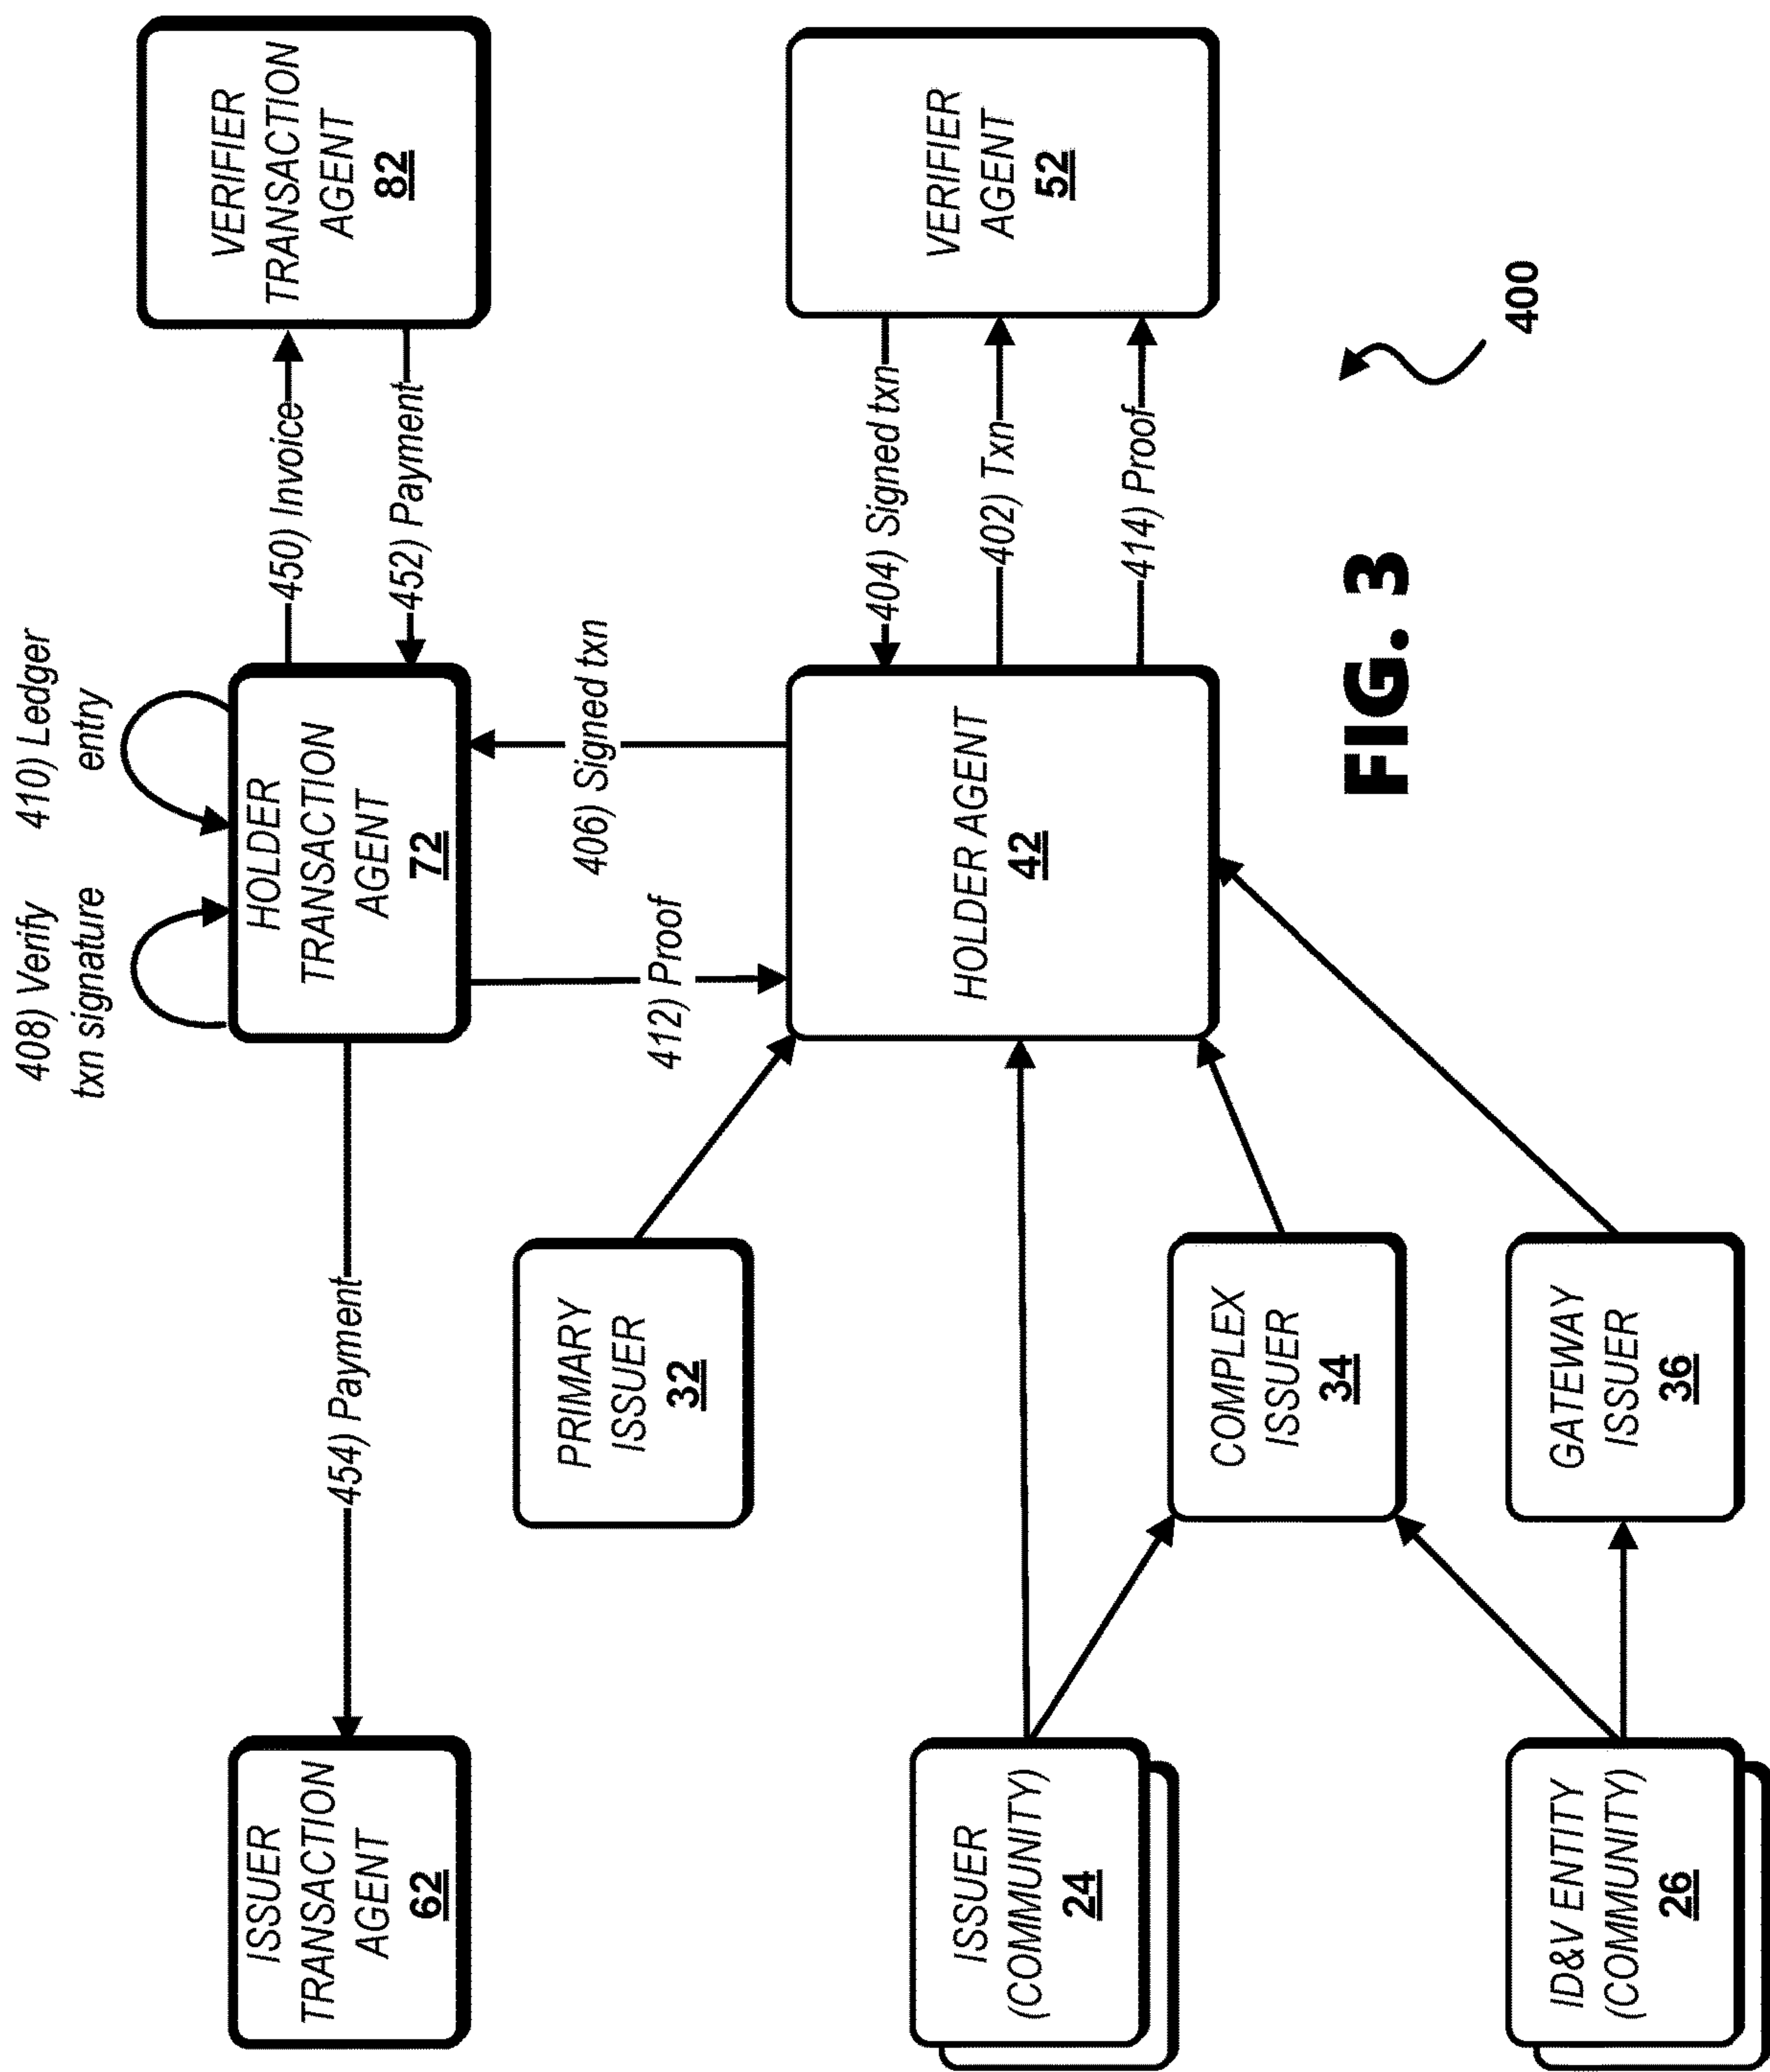 408) Verify
txn signature
410) Ledger
entry
ISSUER
TRANSACTION
AGENT
62
454) Payment
HOLDER
TRANSACTION
AGENT
72
450) Invoice
452) Payment
VERIFIER
TRANSACTION
AGENT
82
412) Proof
406) Signed txn
PRIMARY
ISSUER
32
ISSUER
(COMMUNITY)
24
HOLDER AGENT
42
404) Signed txn
402) Txn
414) Proof
VERIFIER
AGENT
52
COMPLEX
ISSUER
34
ID&V ENTITY
(COMMUNITY)
26
GATEWAY
ISSUER
36
FIG. 3
400